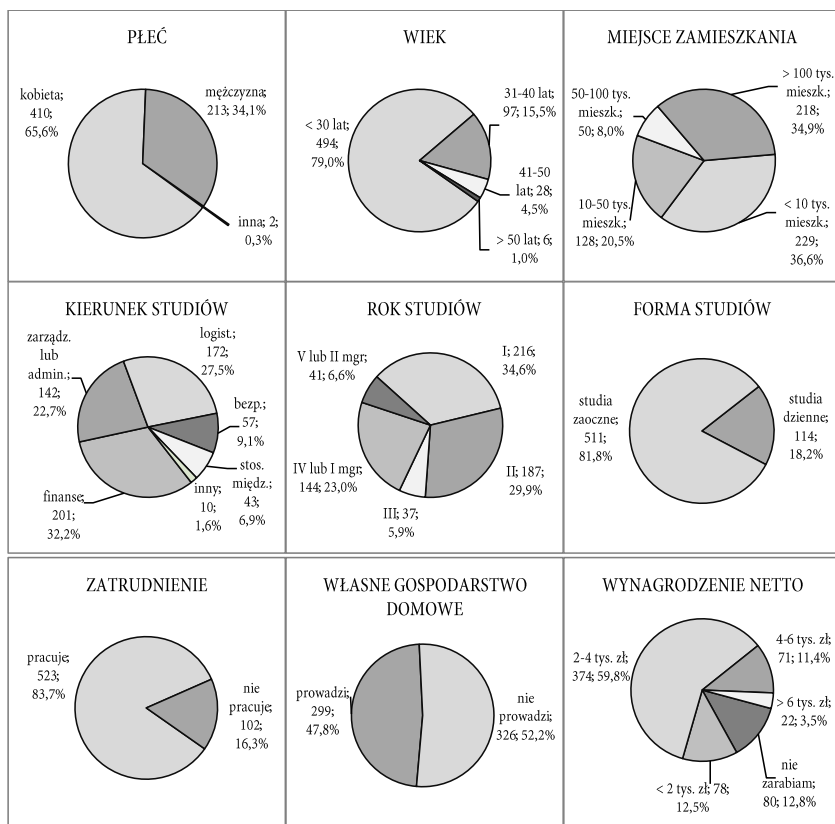 PŁEĆ
kobieta;
410;
65,6%
mężczyzna;
213; 34,1%
inna; 2;
0,3%
WIEK
< 30 lat;
494;
79,0%
31-40 lat;
97; 15,5%
41-50
lat; 28;
4,5%
> 50 lat; 6;
1,0%
MIEJSCE ZAMIESZKANIA
50-100 tys.
mieszk.;
50; 8,0%
> 100 tys.
mieszk.;
218;
34,9%
10-50 tys.
mieszk.;
128; 20,5%
< 10 tys.
mieszk.;
229;
36,6%
KIERUNEK STUDIÓW
zarządz.
lub
admin.;
142;
22,7%
logist.;
172;
27,5%
bezp.;
57;
9,1%
stos.
międz.;
43;
6,9%
inny;
10;
1,6%
finanse;
201;
32,2%
ROK STUDIÓW
V lub II mgr;
41; 6,6%
I; 216;
34,6%
IV lub I mgr;
144; 23,0%
II; 187;
29,9%
III; 37;
5,9%
FORMA STUDIÓW
studia
zaoczne;
511;
81,8%
studia
dzienne;
114;
18,2%
ZATRUDNIENIE
pracuje;
523;
83,7%
nie
pracuje;
102;
16,3%
WŁASNE GOSPODARSTWO
DOMOWE
prowadzi;
299;
47,8%
nie
prowadzi;
326; 52,2%
WYNAGRODZENIE NETTO
2-4 tys. zł;
374; 59,8%
4-6 tys. zł;
71; 11,4%
> 6 tys. zł;
22; 3,5%
nie
zarabiam;
80; 12,8%
< 2 tys. zł; 78;
12,5%